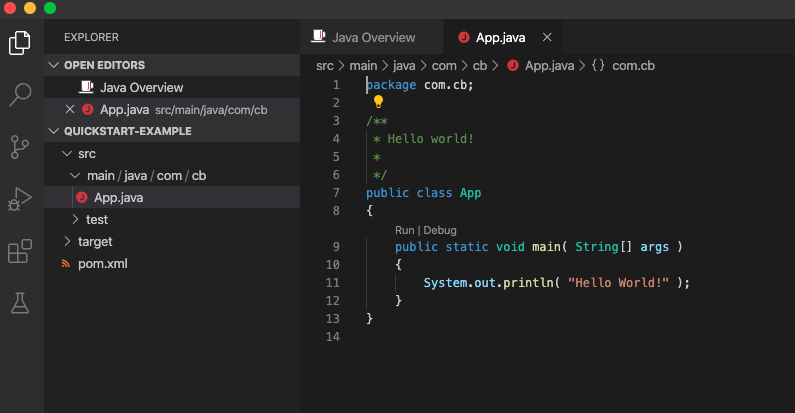 EXPLORER
OPEN EDITORS
Java Overview
App.java src/main/java/com/cb
QUICKSTART-EXAMPLE
src
main / java / com / cb
App.java
test
target
pom.xml
Java Overview App.java
src > main > java > com > cb > App.java > {} com.cb
1 package com.cb;
2
3 /**
4 * Hello world!
5 *
6 */
7 public class App
8 {
Run | Debug
9 public static void main( String[] args )
10 {
11 System.out.println( "Hello World!" );
12 }
13 }
14